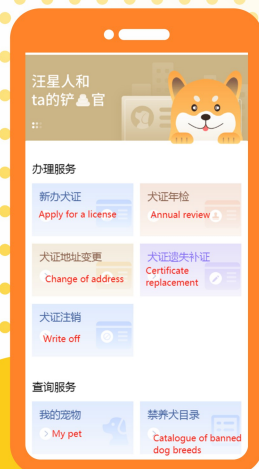 汪星人和
ta的铲💩官
办理服务
新办犬证
Apply for a license
犬证年检
Annual review
犬证地址变更
Change of address
犬证遗失补证
Certificate
replacement
犬证注销
Write off
查询服务
我的宠物
My pet
禁养犬目录
Catalogue of banned
dog breeds